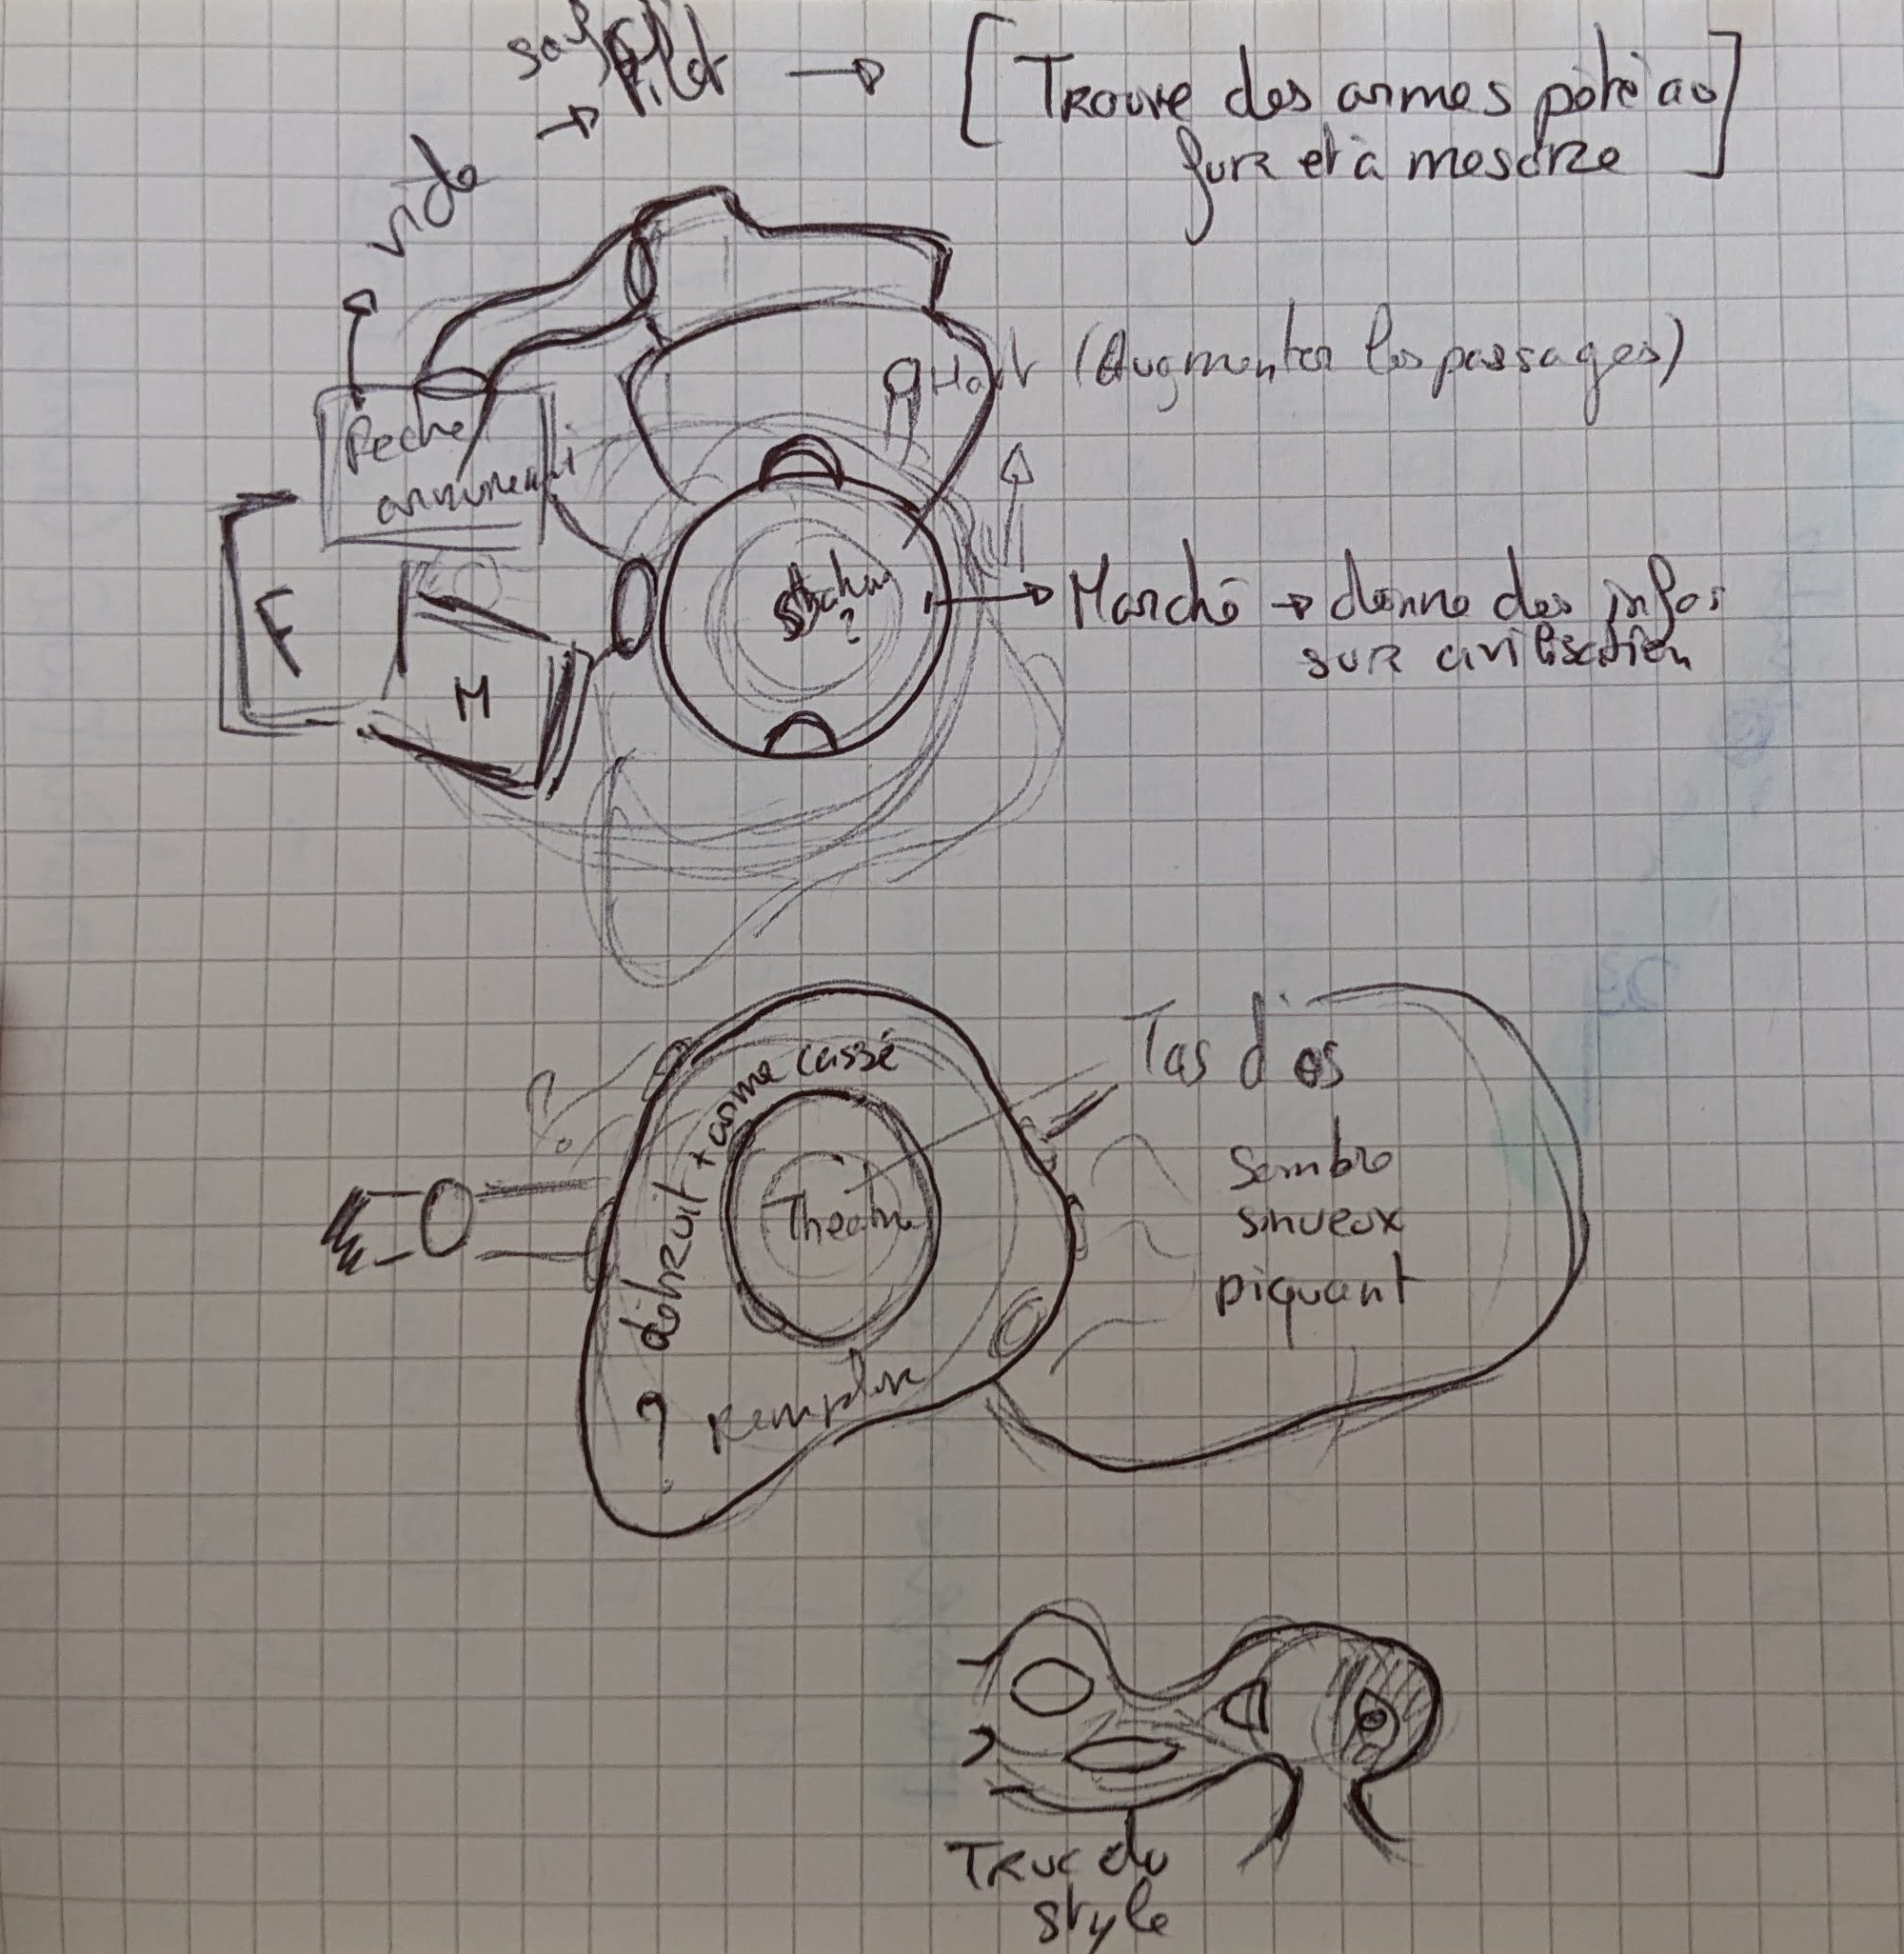 sauf
vide → Filet → [Trouve des armes pété au
fur et à mesure]
Haut (Augmenter les passages)
Peche
armement
F
M
Statue
?
→ Marché → donne des infos
sur civilisation
Tas d'os
?
détruit + arme cassé
Theatre
Sombre
sinueux
piquant
?
Remplir
Truc du
style